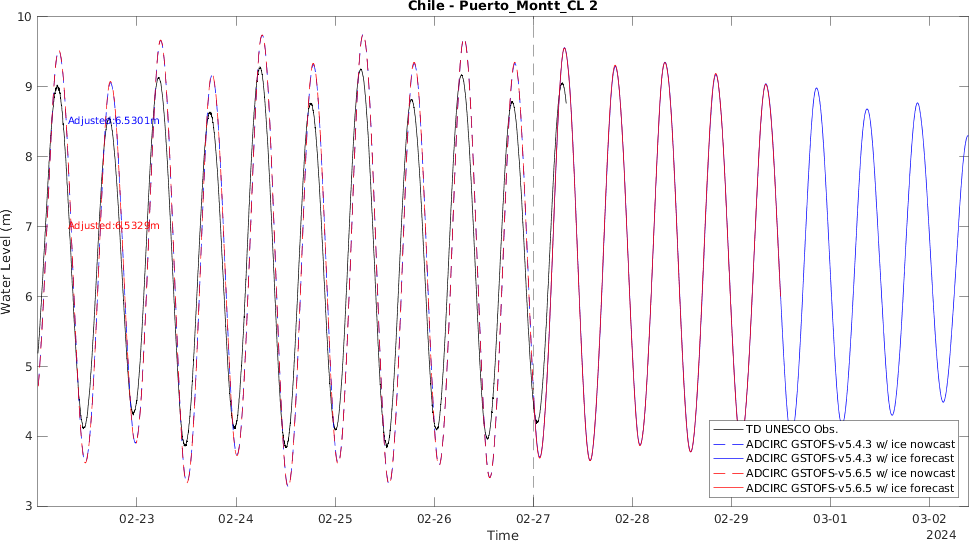 Chile - Puerto_Montt_CL 2
10
9
8
7
6
5
4
3
Water Level (m)
Adjusted:6.5301m
Adjusted:6.5329m
TD UNESCO Obs.
ADCIRC GSTOFS-v5.4.3 w/ ice nowcast
ADCIRC GSTOFS-v5.4.3 w/ ice forecast
ADCIRC GSTOFS-v5.6.5 w/ ice nowcast
ADCIRC GSTOFS-v5.6.5 w/ ice forecast
02-23 02-24 02-25 02-26 02-27 02-28 02-29 03-01 03-02
Time
2024